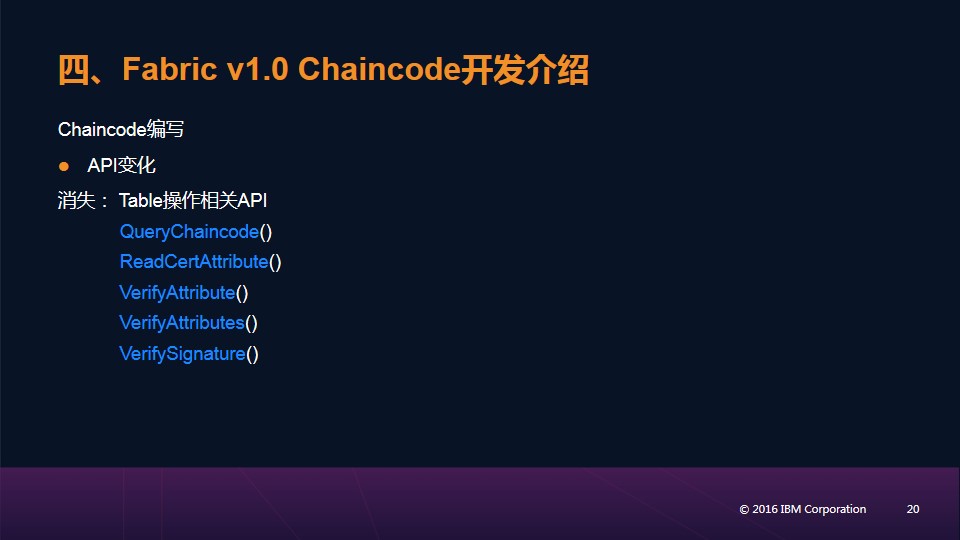 四、Fabric v1.0 Chaincode开发介绍
Chaincode编写
● API变化
消失： Table操作相关API
QueryChaincode()
ReadCertAttribute()
VerifyAttribute()
VerifyAttributes()
VerifySignature()
© 2016 IBM Corporation 20